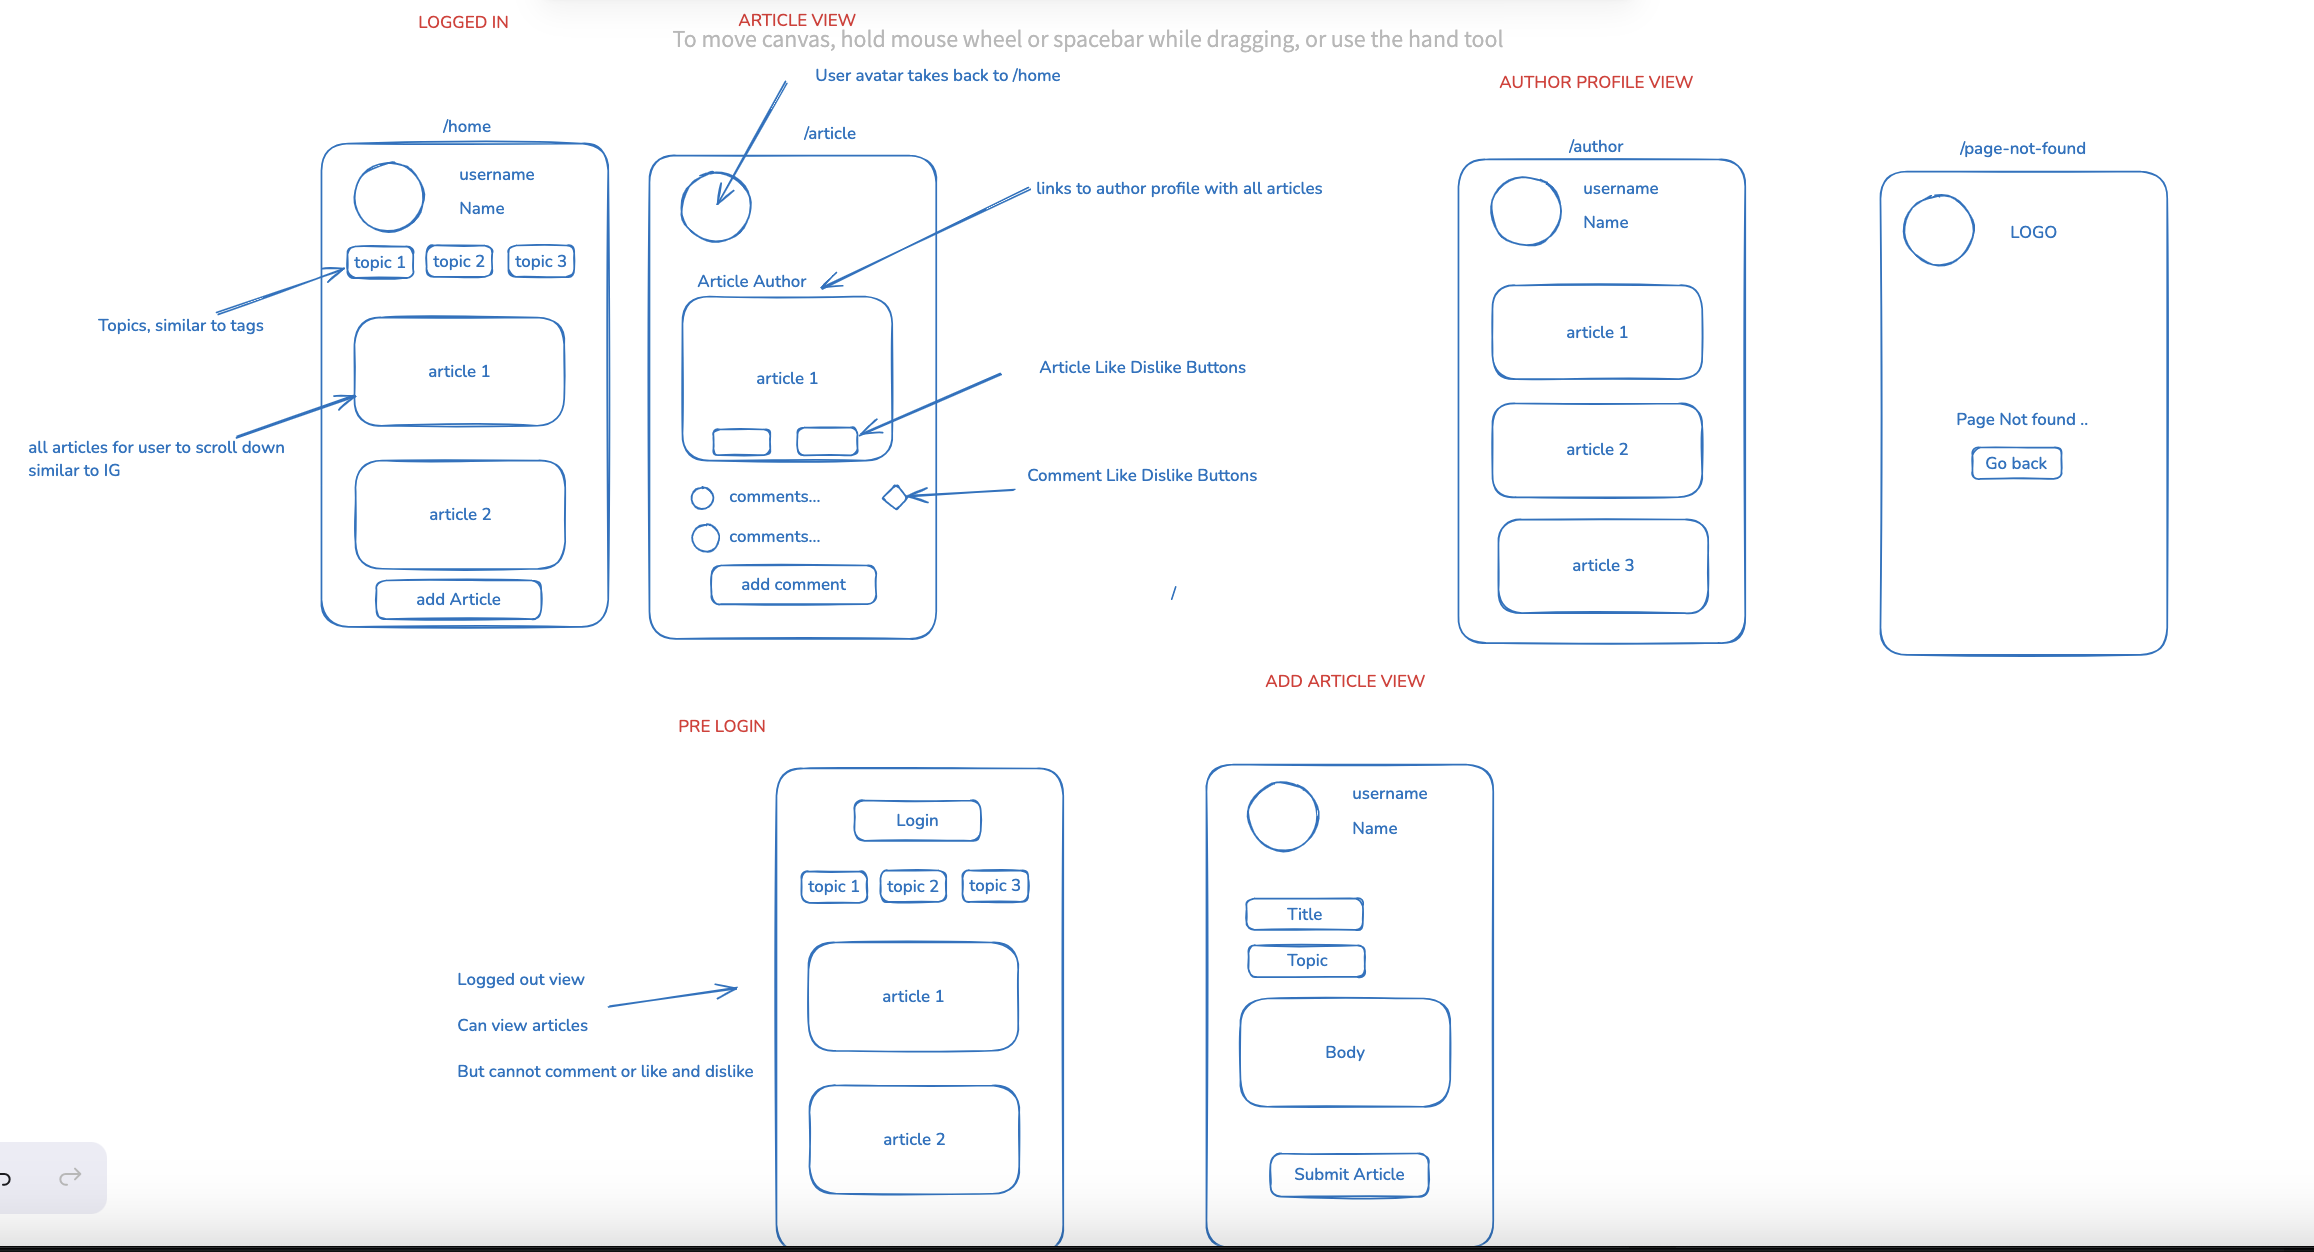 LOGGED IN
ARTICLE VIEW
To move canvas, hold mouse wheel or spacebar while dragging, or use the hand tool
User avatar takes back to /home
AUTHOR PROFILE VIEW
/home
username
Name
topic 1
topic 2
topic 3
Topics, similar to tags
article 1
all articles for user to scroll down
similar to IG
article 2
add Article
/article
links to author profile with all articles
Article Author
article 1
Article Like Dislike Buttons
Comment Like Dislike Buttons
comments...
comments...
add comment
/
/author
username
Name
article 1
article 2
article 3
/page-not-found
LOGO
Page Not found ..
Go back
PRE LOGIN
Login
topic 1
topic 2
topic 3
Logged out view
Can view articles
But cannot comment or like and dislike
article 1
article 2
ADD ARTICLE VIEW
username
Name
Title
Topic
Body
Submit Article